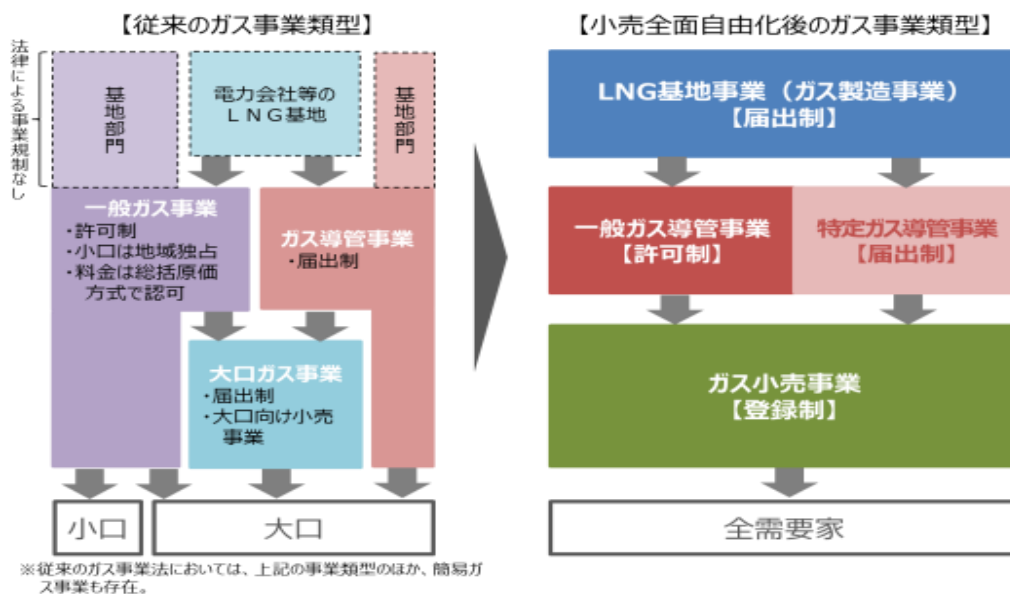 【従来のガス事業類型】
法律による事業規制なし
基地部門
電力会社等の
LNG基地
基地部門
一般ガス事業
・許可制
・小口は地域独占
・料金は総括原価
方式で認可
ガス導管事業
・届出制
大口ガス事業
・届出制
・大口向け小売
事業
小口
大口
※従来のガス事業法においては、上記の事業類型のほか、簡易ガ
ス事業も存在。
【小売全面自由化後のガス事業類型】
LNG基地事業（ガス製造事業）
【届出制】
一般ガス導管事業
【許可制】
特定ガス導管事業
【届出制】
ガス小売事業
【登録制】
全需要家